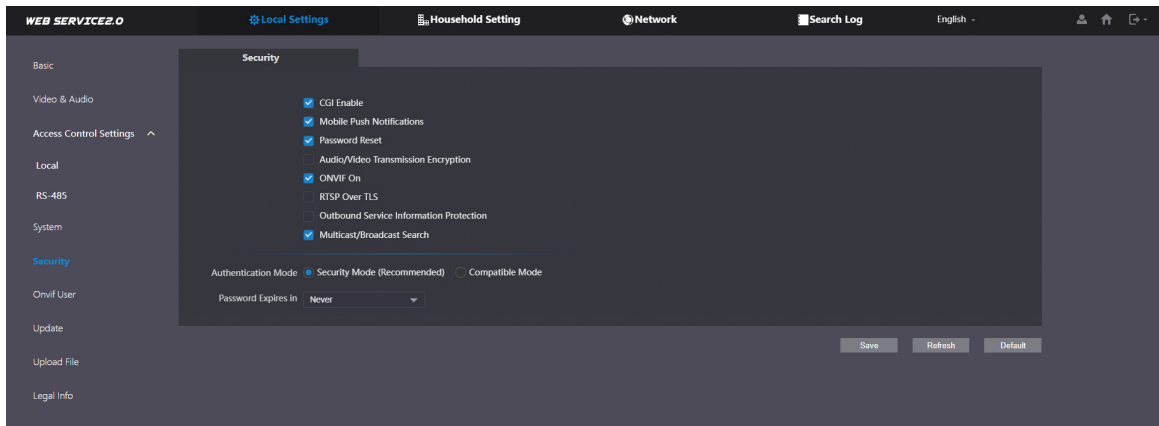 WEB SERVICE2.0
Local Settings
Household Setting
Network
Search Log
English
Basic
Video & Audio
Access Control Settings
Local
RS-485
System
Security
Onvif User
Update
Upload File
Legal Info
Security
CGI Enable
Mobile Push Notifications
Password Reset
Audio/Video Transmission Encryption
ONVIF On
RTSP Over TLS
Outbound Service Information Protection
Multicast/Broadcast Search
Authentication Mode Security Mode (Recommended) Compatible Mode
Password Expires in Never
Save Refresh Default